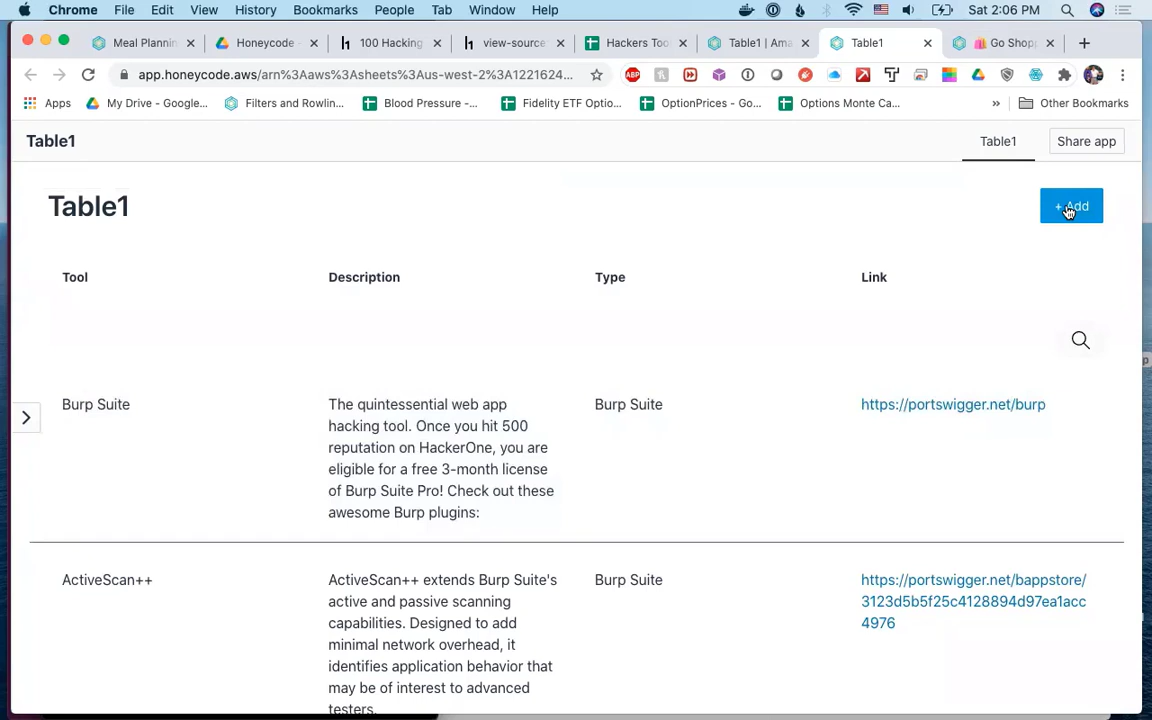 Chrome File Edit View History Bookmarks People Tab Window Help Sat 2:06 PM
Meal Plannin Honeycode - 100 Hacking view-source Hackers Too Table1 | Ama Table1 Go Shopp
app.honeycode.aws/arn%3Aaws%3Asheets%3Aus-west-2%3A1221624...
Apps My Drive - Google... Filters and Rowlin... Blood Pressure -... Fidelity ETF Optio... OptionPrices - Go... Options Monte Ca... » Other Bookmarks
Table1 Table1 Share app
Table1 + Add
Tool Description Type Link
Burp Suite The quintessential web app Burp Suite https://portswigger.net/burp
hacking tool. Once you hit 500
reputation on HackerOne, you are
eligible for a free 3-month license
of Burp Suite Pro! Check out these
awesome Burp plugins:
ActiveScan++ ActiveScan++ extends Burp Suite's Burp Suite https://portswigger.net/bappstore/
active and passive scanning 3123d5b5f25c4128894d97ea1acc
capabilities. Designed to add 4976
minimal network overhead, it
identifies application behavior that
may be of interest to advanced
testers.